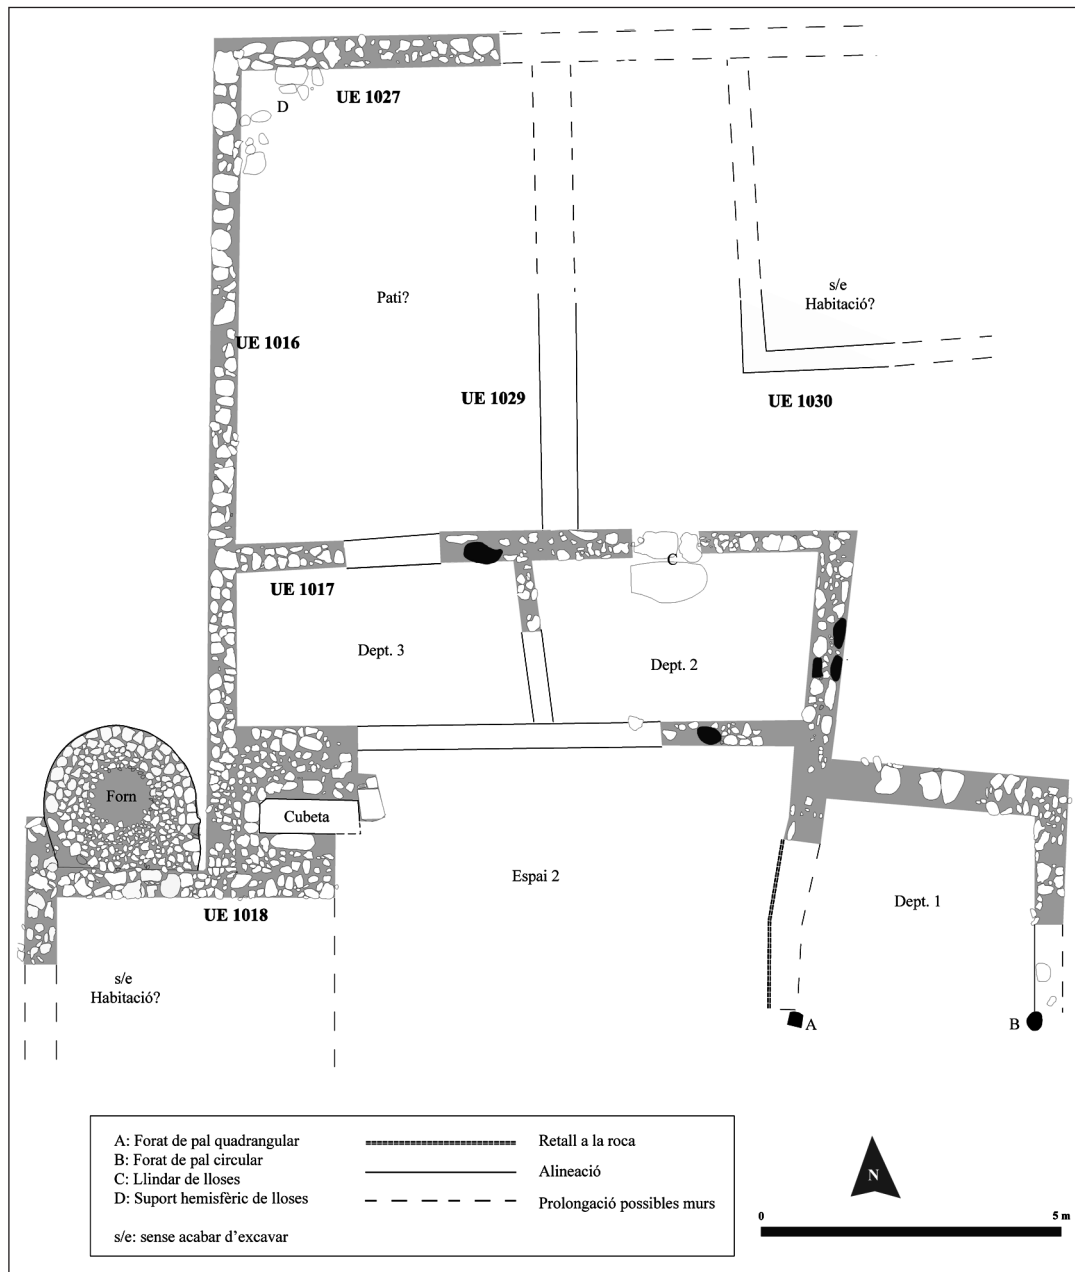 UE 1027
D
Pati?
s/e
Habitació?
UE 1016
UE 1029
UE 1030
C
UE 1017
Dept. 3
Dept. 2
Forn
Cubeta
Espai 2
Dept. 1
UE 1018
s/e
Habitació?
A
B
A: Forat de pal quadrangular
B: Forat de pal circular
C: Llindar de lloses
D: Suport hemisfèric de lloses
s/e: sense acabar d'excavar
Retall a la roca
Alineació
Prolongació possibles murs
N
0
5 m